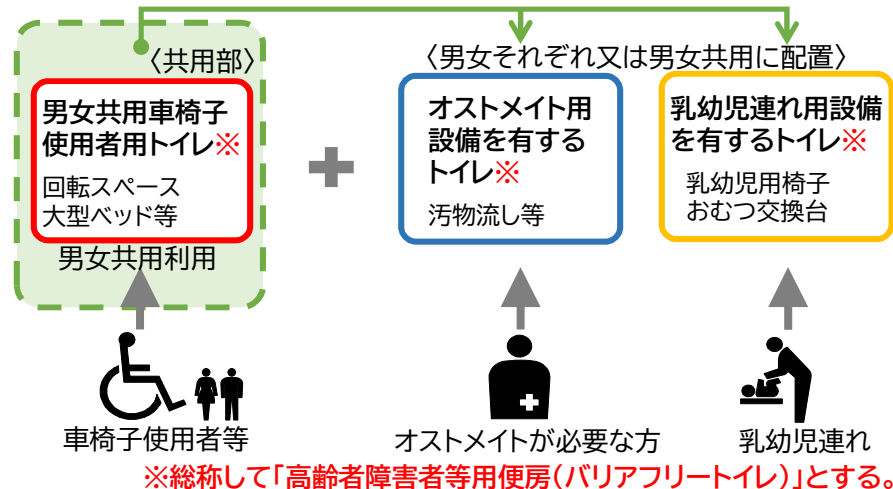 〈共用部〉
男女共用車椅子
使用者用トイレ※
回転スペース
大型ベッド等
男女共用利用
〈男女それぞれ又は男女共用に配置〉
オストメイト用
設備を有する
トイレ※
汚物流し等
乳幼児連れ用設備
を有するトイレ※
乳幼児用椅子
おむつ交換台
車椅子使用者等
オストメイトが必要な方
乳幼児連れ
※総称して「高齢者障害者等用便房(バリアフリートイレ)」とする。